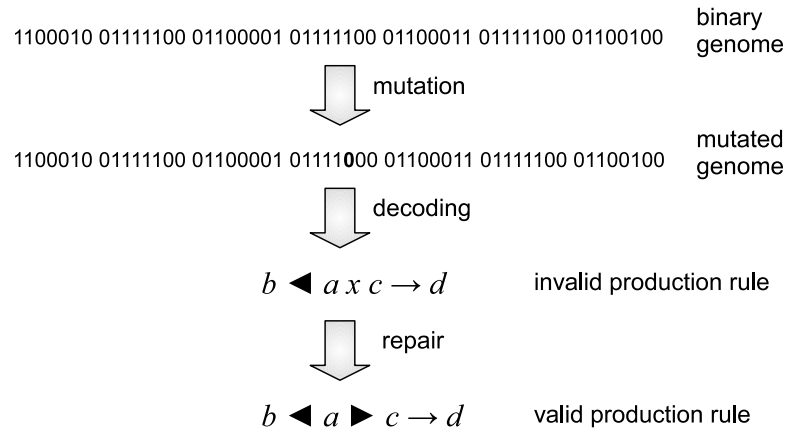 1100010 01111100 01100001 01111100 01100011 01111100 01100100
binary
genome
mutation
1100010 01111100 01100001 01111000 01100011 01111100 01100100
mutated
genome
decoding
b ◀ a x c → d
invalid production rule
repair
b ◀ a ▶ c → d
valid production rule